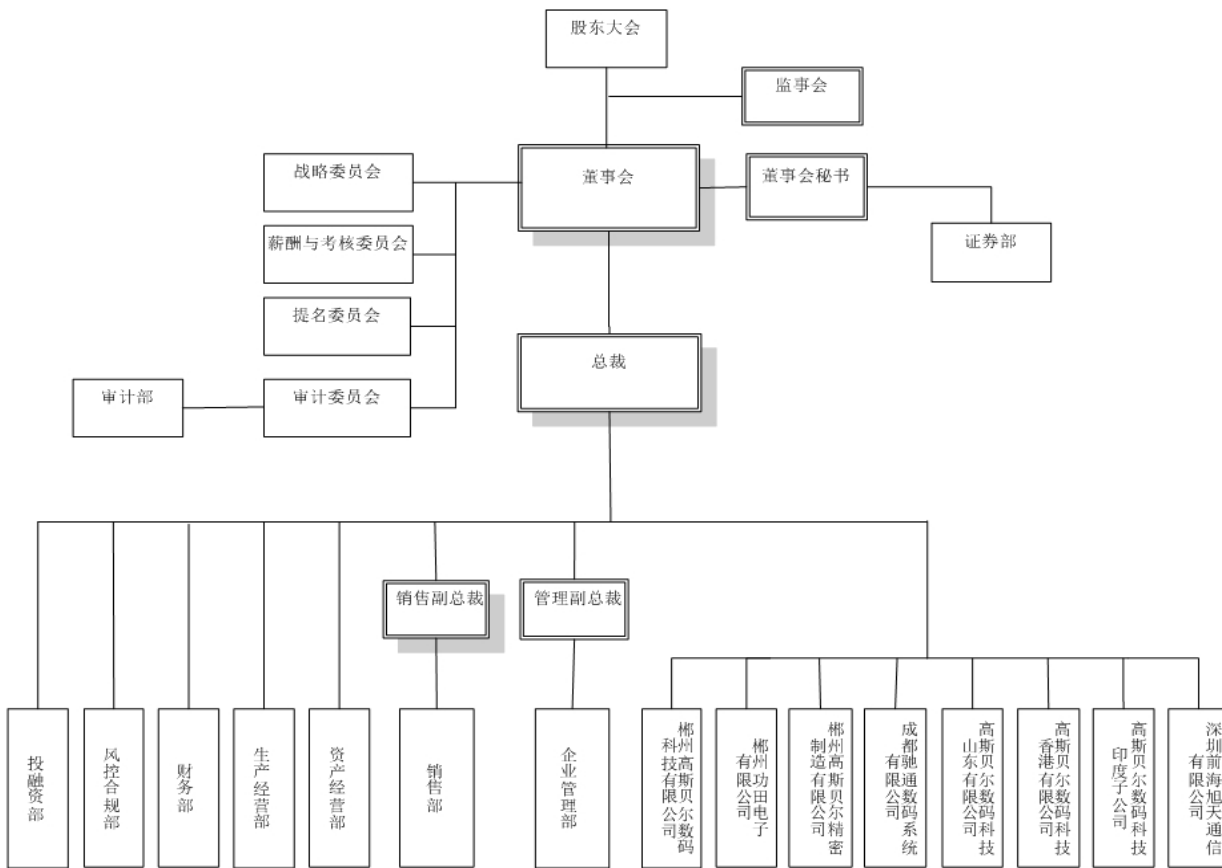 股东大会
监事会
战略委员会
董事会
董事会秘书
薪酬与考核委员会
证券部
提名委员会
总裁
审计部
审计委员会
销售副总裁
管理副总裁
投融资部
风控合规部
财务部
生产经营部
资产经营部
销售部
企业管理部
郴州高斯贝尔数码
科技有限公司
郴州功田电子
有限公司
郴州高斯贝尔精密
制造有限公司
成都驰通数码系统
有限公司
高斯贝尔数码科技
山东有限公司
高斯贝尔数码科技
香港有限公司
高斯贝尔数码科技
印度子公司
深圳前海旭天通信
有限公司